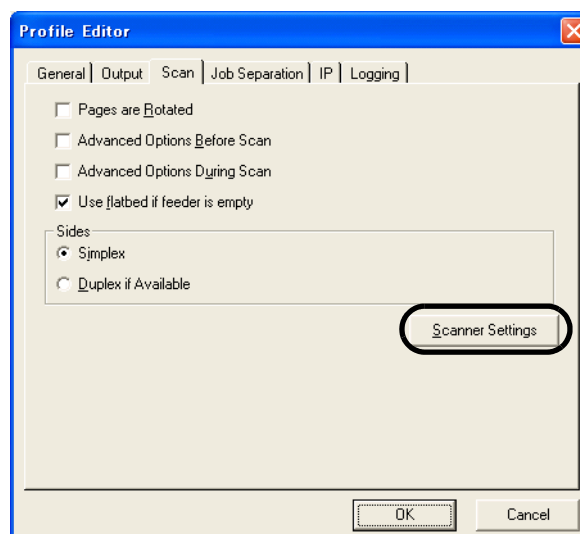 Profile Editor
General Output Scan Job Separation IP Logging
Pages are Rotated
Advanced Options Before Scan
Advanced Options During Scan
Use flatbed if feeder is empty
Sides
Simplex
Duplex if Available
Scanner Settings
OK Cancel